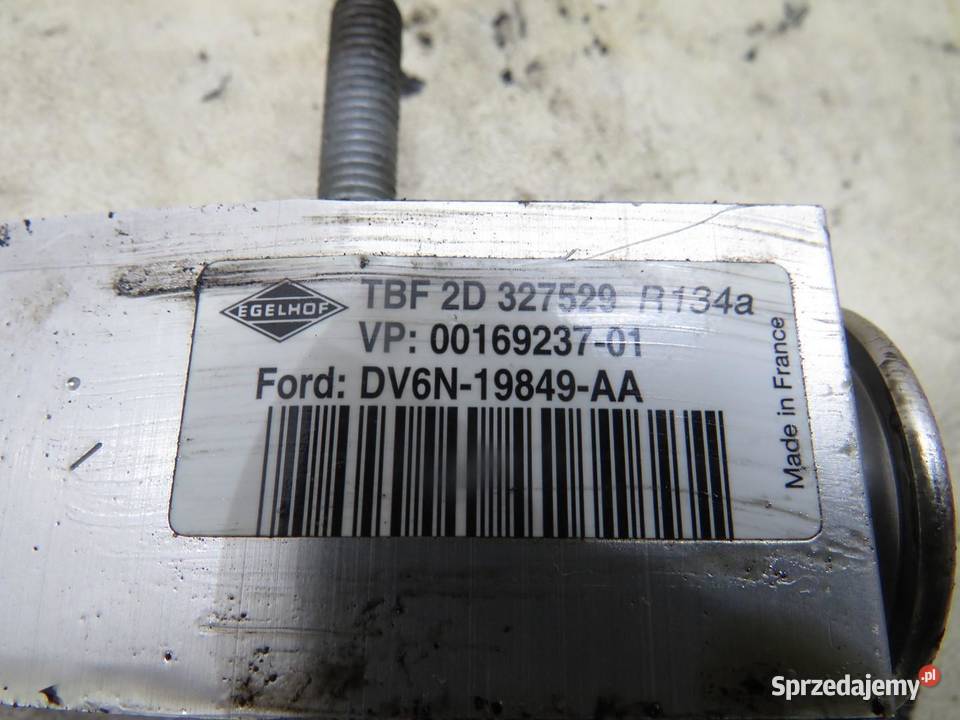 EGELHOF
TBF 2D 327529 R134a
VP: 00169237-01
Ford: DV6N-19849-AA
Made in France
Sprzedajemy.pl